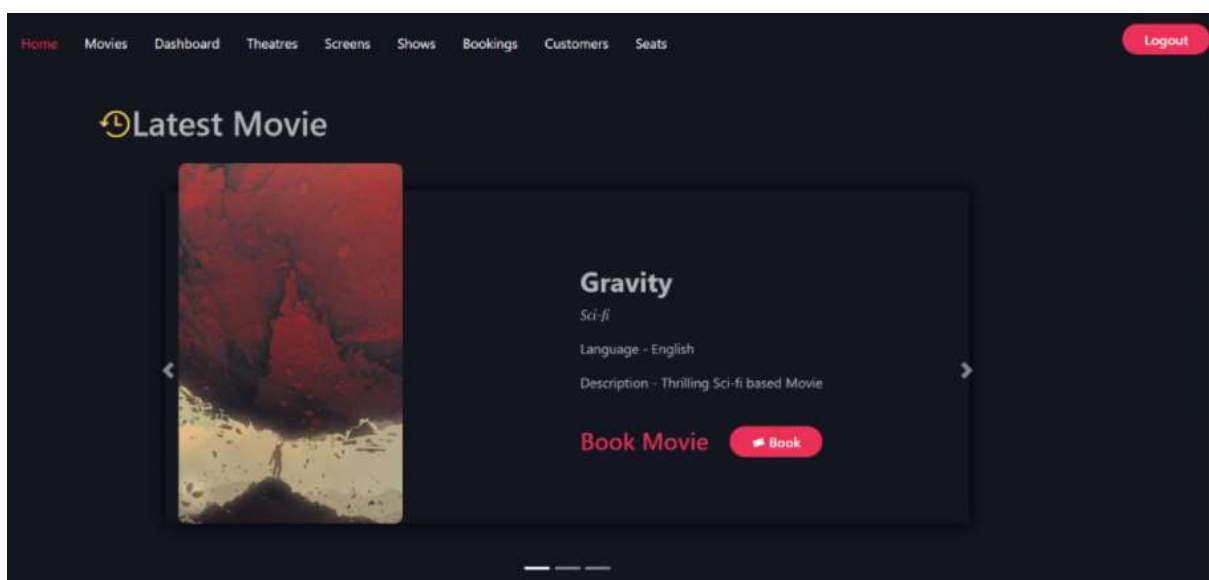 Home Movies Dashboard Theatres Screens Shows Bookings Customers Seats Logout
Latest Movie
Gravity
Sci-fi
Language - English
Description - Thrilling Sci-fi based Movie
Book Movie Book